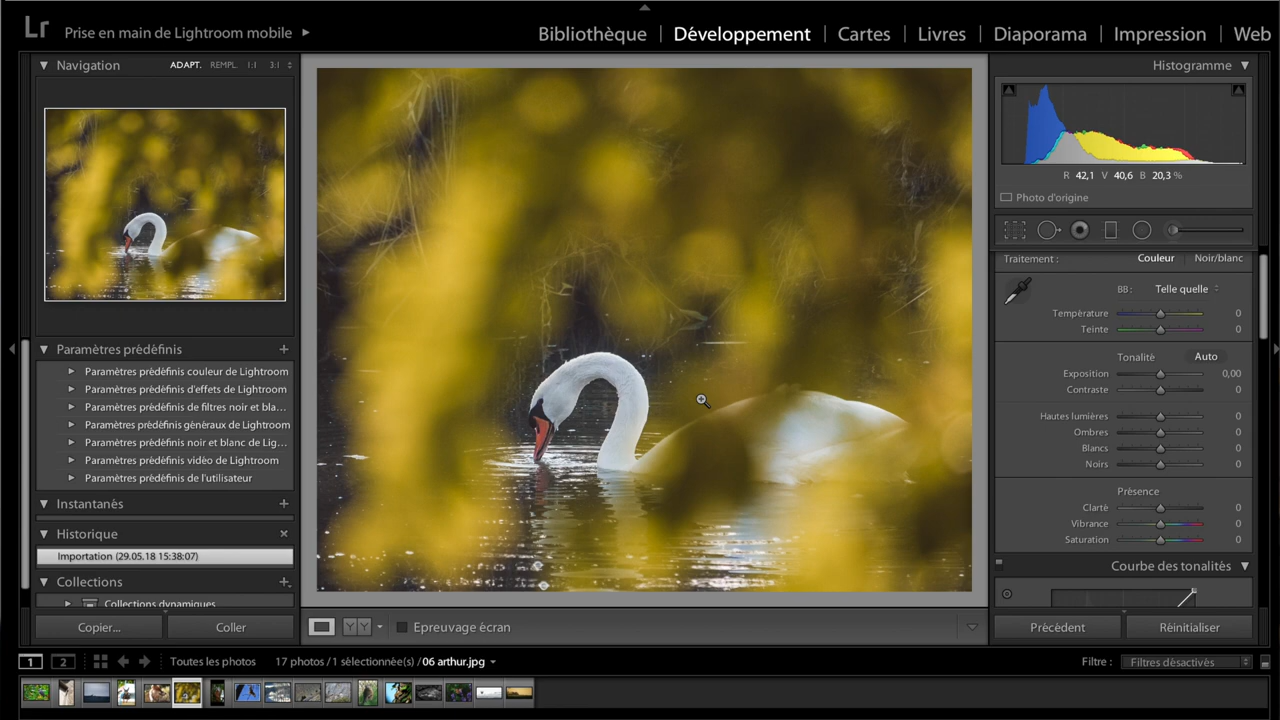 Lr Prise en main de Lightroom mobile
Bibliothèque | Développement | Cartes | Livres | Diaporama | Impression | Web
Navigation ADAPT. REMPL. 1:1 3:1
Paramètres prédéfinis +
Paramètres prédéfinis couleur de Lightroom
Paramètres prédéfinis d'effets de Lightroom
Paramètres prédéfinis de filtres noir et bla...
Paramètres prédéfinis généraux de Lightroom
Paramètres prédéfinis noir et blanc de Lig...
Paramètres prédéfinis vidéo de Lightroom
Paramètres prédéfinis de l'utilisateur
Instantanés +
Historique ×
Importation (29.05.18 15:38:07)
Collections +
Collections dynamiques
Copier... Coller
YY Epreuvage écran
Histogramme
R 42,1 V 40,6 B 20,3 %
Photo d'origine
Traitement : Couleur | Noir/blanc
BB : Telle quelle
Température 0
Teinte 0
Tonalité Auto
Exposition 0,00
Contraste 0
Hautes lumières 0
Ombres 0
Blancs 0
Noirs 0
Présence
Clarté 0
Vibrance 0
Saturation 0
Courbe des tonalités
Précédent Réinitialiser
1 2 Toutes les photos 17 photos / 1 sélectionnée(s) / 06 arthur.jpg
Filtre : Filtres désactivés